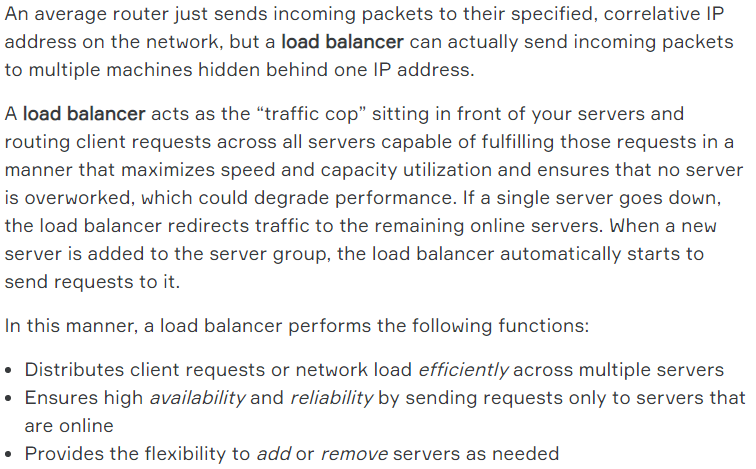 An average router just sends incoming packets to their specified, correlative IP
address on the network, but a load balancer can actually send incoming packets
to multiple machines hidden behind one IP address.
A load balancer acts as the “traffic cop” sitting in front of your servers and
routing client requests across all servers capable of fulfilling those requests in a
manner that maximizes speed and capacity utilization and ensures that no server
is overworked, which could degrade performance. If a single server goes down,
the load balancer redirects traffic to the remaining online servers. When a new
server is added to the server group, the load balancer automatically starts to
send requests to it.
In this manner, a load balancer performs the following functions:
• Distributes client requests or network load efficiently across multiple servers
• Ensures high availability and reliability by sending requests only to servers that
are online
• Provides the flexibility to add or remove servers as needed